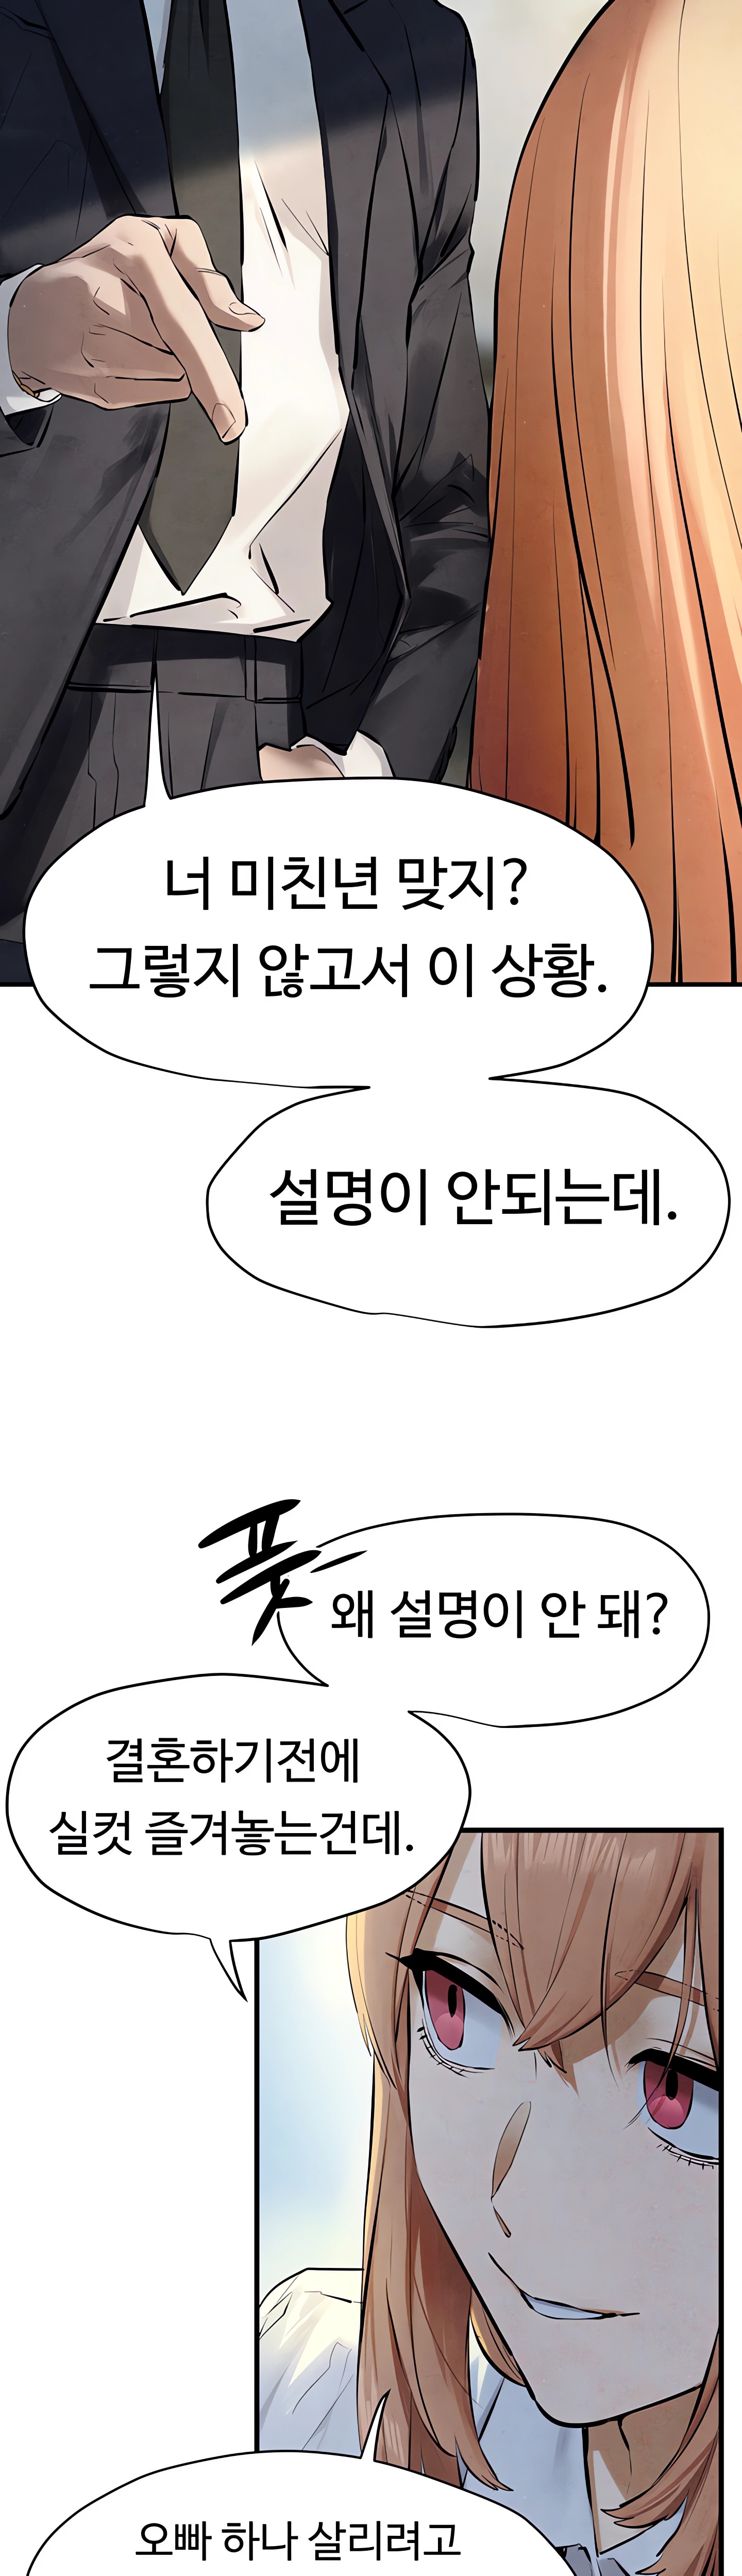 너 미친년 맞지?
그렇지 않고서 이 상황.
설명이 안되는데.
풋
왜 설명이 안 돼?
결혼하기전에
실컷 즐겨놓는건데.
오빠 하나 살리려고